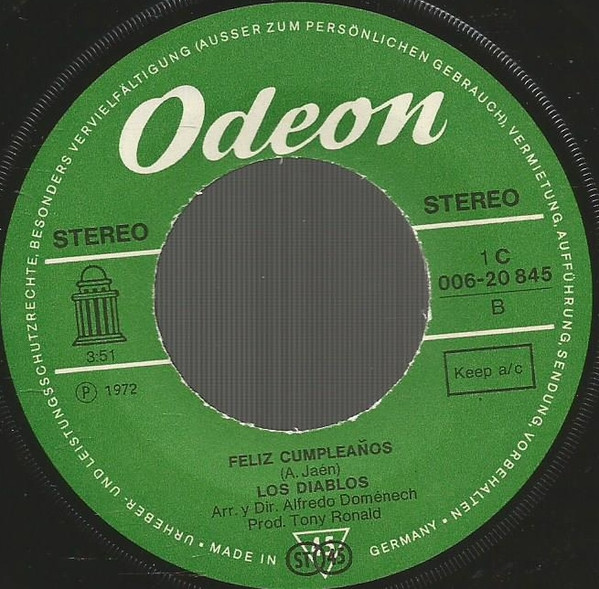 URHEBER- UND LEISTUNGSSCHUTZRECHTE, BESONDERS VERVIELFÄLTIGUNG (AUSSER ZUM PERSÖNLICHEN GEBRAUCH), VERMIETUNG, AUFFÜHRUNG, SENDUNG, VORBEHALTEN •
Odeon
STEREO
STEREO
1 C
006-20 845
B
3:51
Ⓟ 1972
Keep a/c
FELIZ CUMPLEAÑOS
(A. Jaén)
LOS DIABLOS
Arr. y Dir. Alfredo Doménech
Prod. Tony Ronald
• MADE IN GERMANY •
ST 45